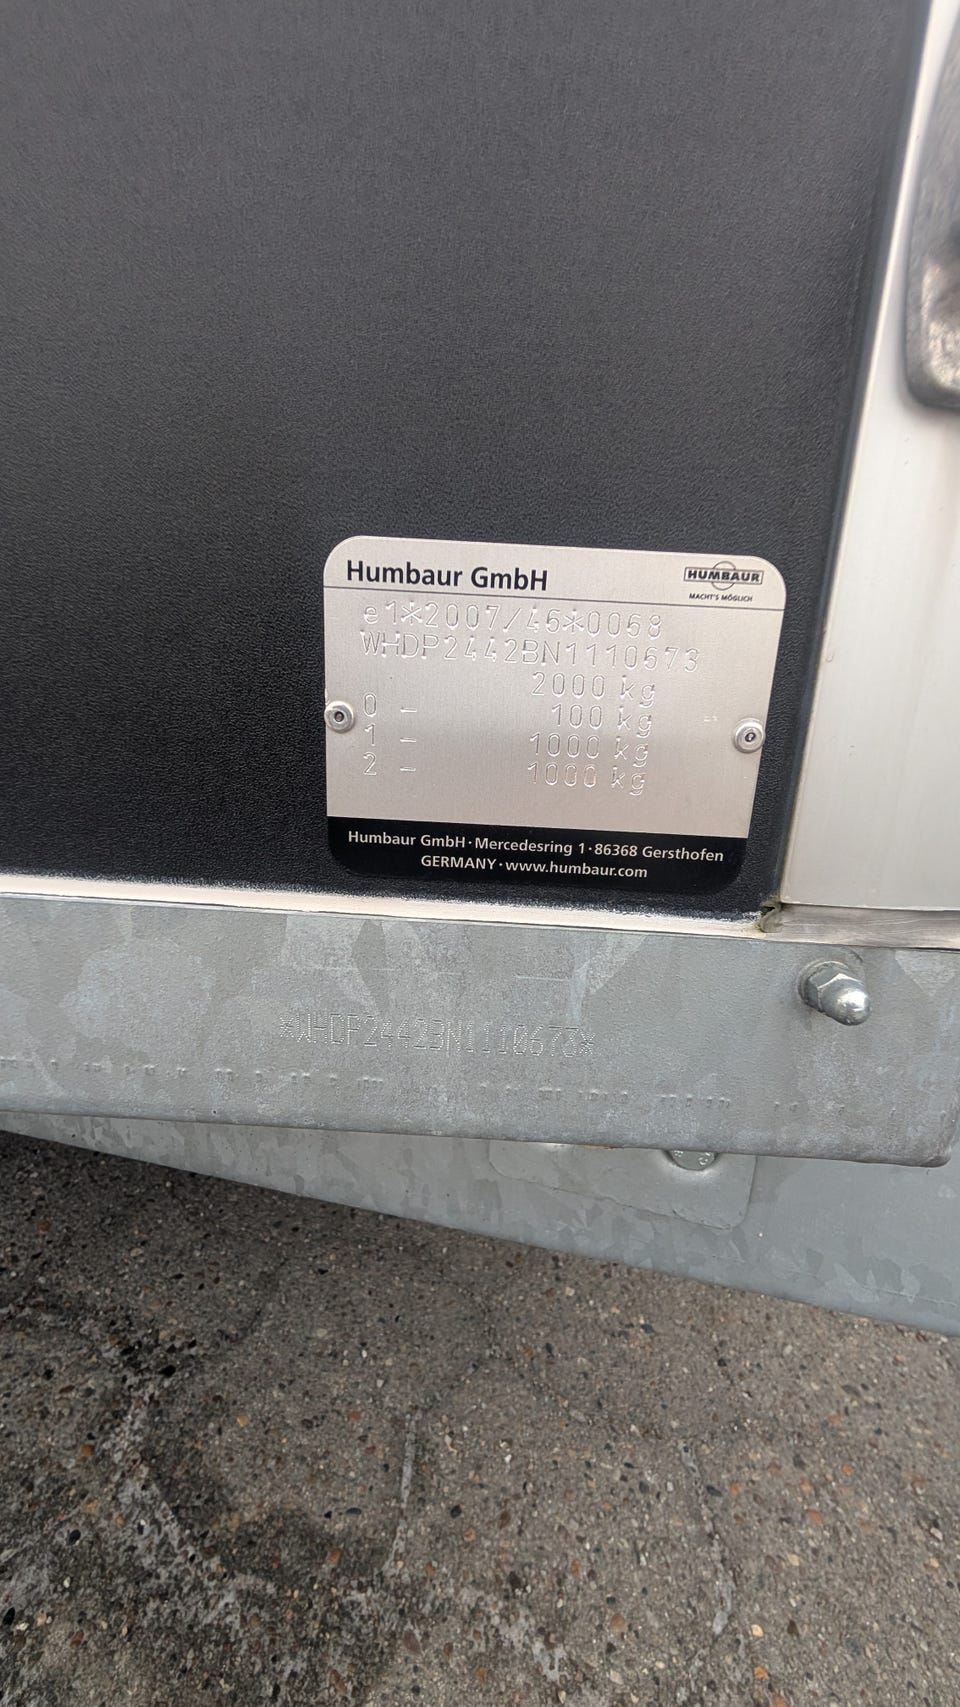 Humbaur GmbH
HUMBAUR
MACHT'S MÖGLICH
e1*2007/46*0068
WHDP2442BN1110673
2000 kg
0 - 100 kg
1 - 1000 kg
2 - 1000 kg
Humbaur GmbH · Mercedesring 1 · 86368 Gersthofen
GERMANY · www.humbaur.com
*WHDP2442BN1110673*